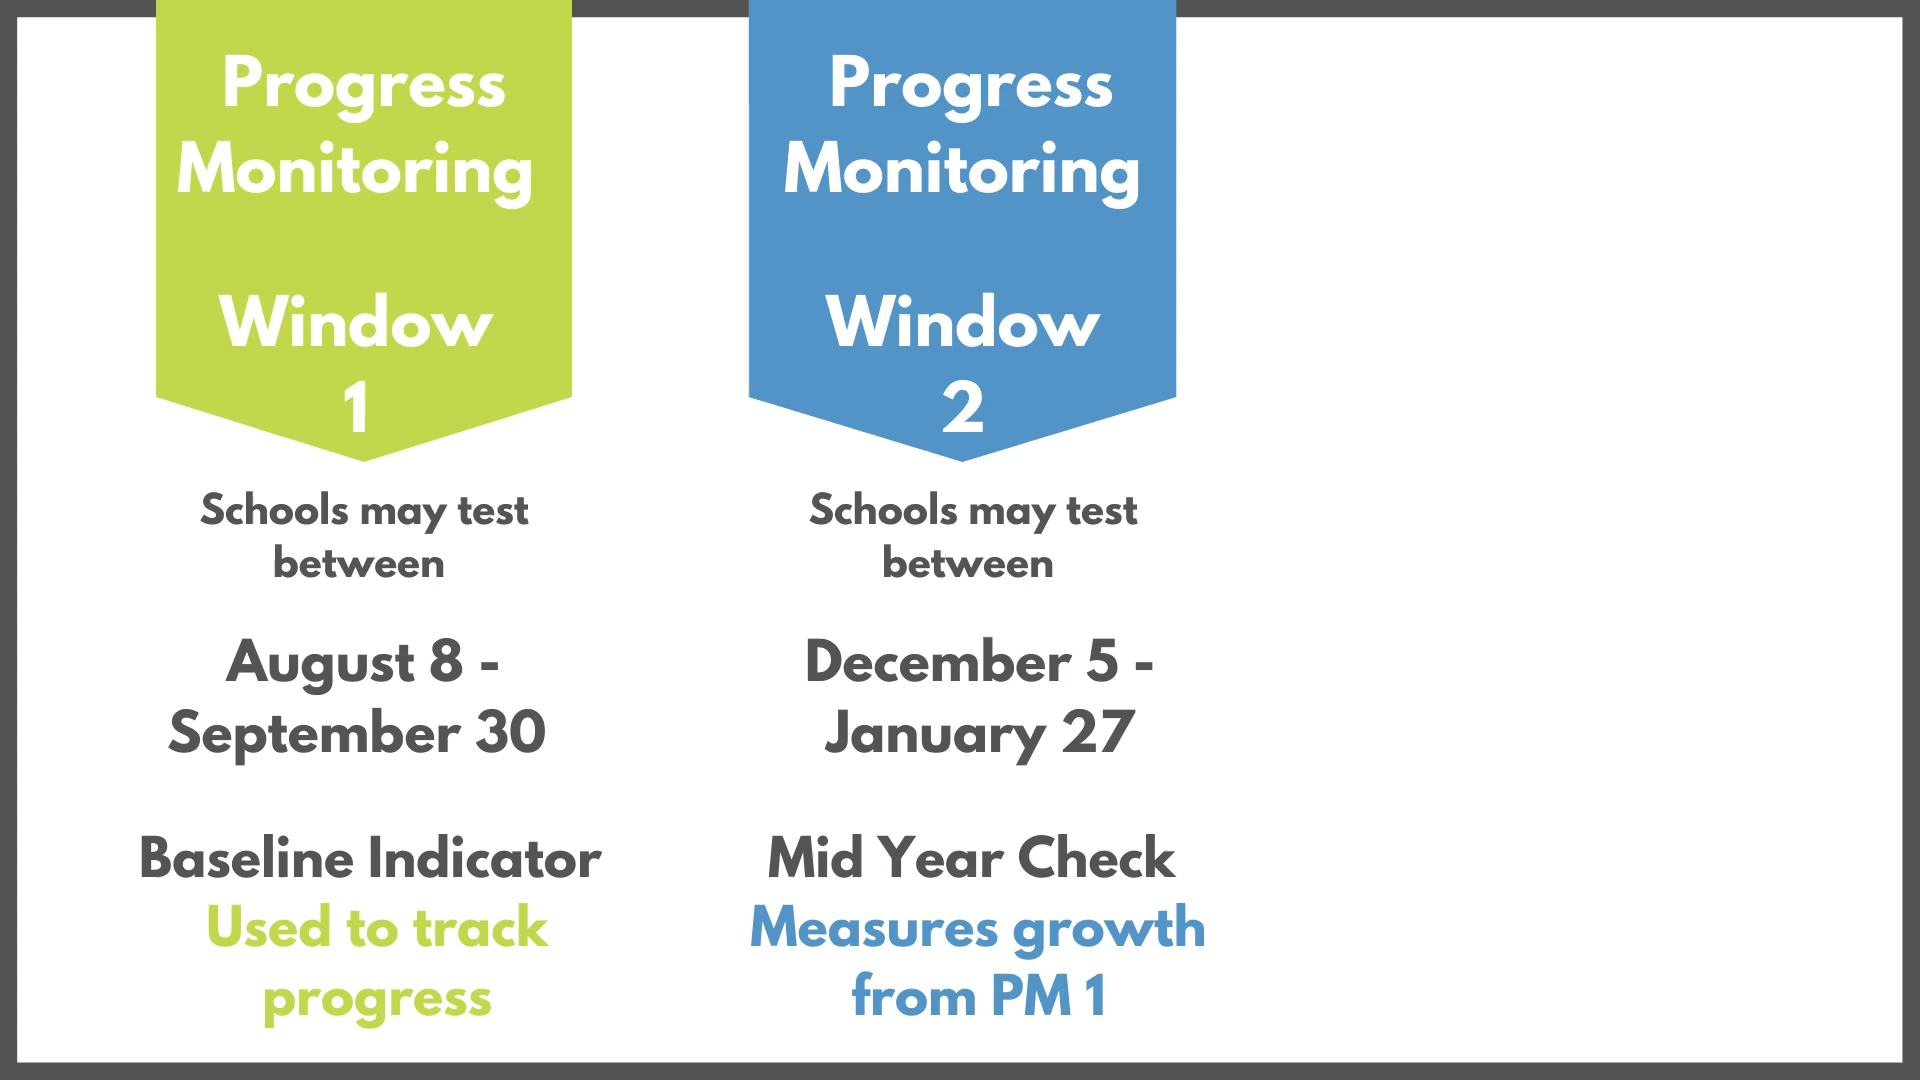 Progress
Monitoring
Window
1
Schools may test
between
August 8 -
September 30
Baseline Indicator
Used to track
progress
Progress
Monitoring
Window
2
Schools may test
between
December 5 -
January 27
Mid Year Check
Measures growth
from PM 1